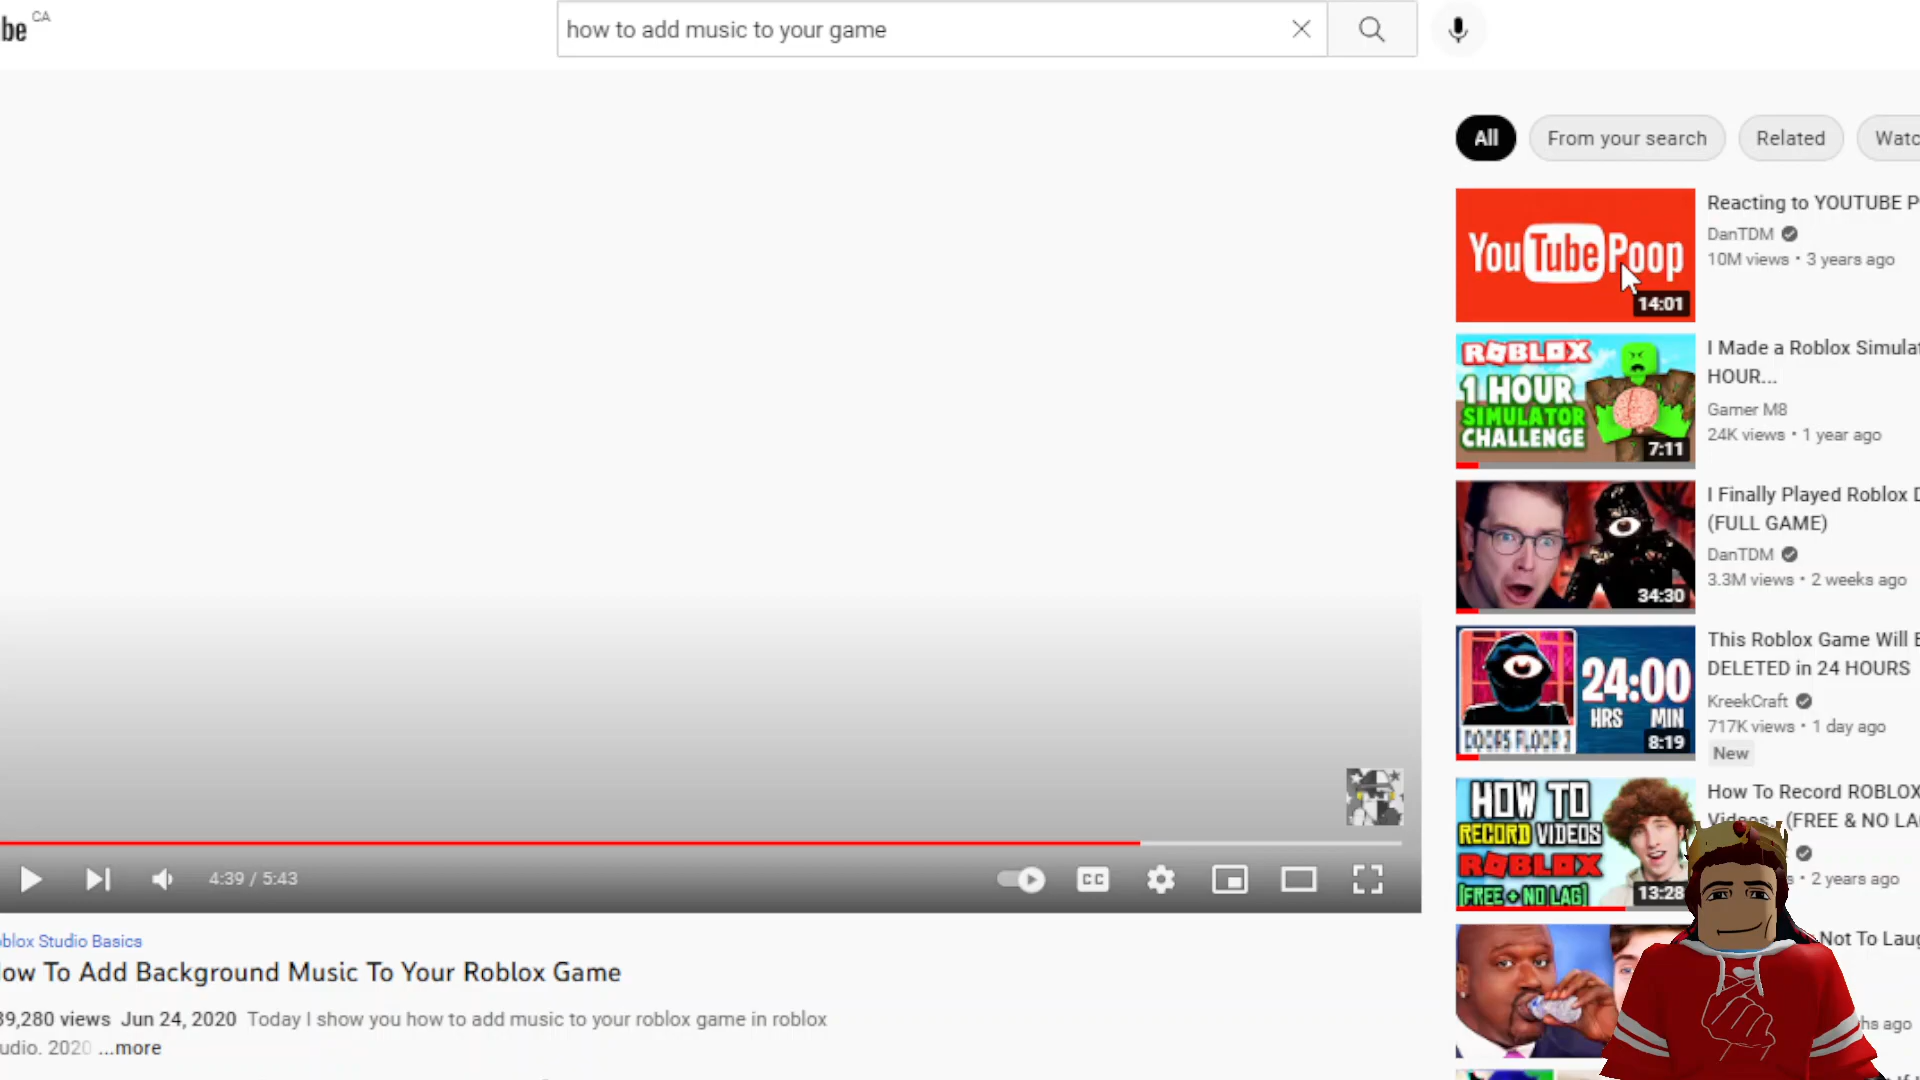 be CA
how to add music to your game
All
From your search
Related
Watc
YouTubePoop
14:01
Reacting to YOUTUBE P
DanTDM
10M views • 3 years ago
ROBLOX
1 HOUR
SIMULATOR
CHALLENGE
7:11
I Made a Roblox Simula
HOUR...
Gamer M8
24K views • 1 year ago
34:30
I Finally Played Roblox D
(FULL GAME)
DanTDM
3.3M views • 2 weeks ago
24:00
HRS MIN
DOORS FLOOR 2
8:19
This Roblox Game Will B
DELETED in 24 HOURS
KreekCraft
717K views • 1 day ago
New
HOW TO
RECORD VIDEOS
ROBLOX
(FREE + NO LAG)
13:28
How To Record ROBLOX
Videos.. (FREE & NO LA
s • 2 years ago
Not To Laug
hs ago
4:39 / 5:43
CC
blox Studio Basics
ow To Add Background Music To Your Roblox Game
39,280 views Jun 24, 2020 Today I show you how to add music to your roblox game in roblox
udio. 2020 ...more